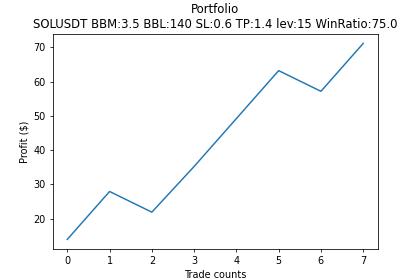 Portfolio
SOLUSDT BBM:3.5 BBL:140 SL:0.6 TP:1.4 lev:15 WinRatio:75.0
70
60
50
40
30
20
Profit ($)
0 1 2 3 4 5 6 7
Trade counts